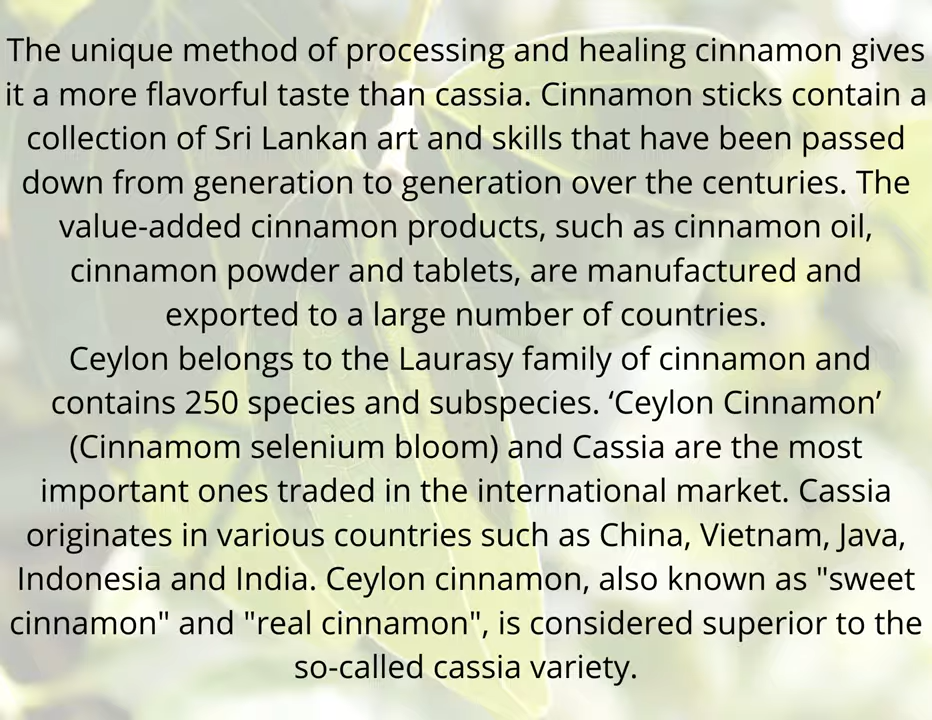 The unique method of processing and healing cinnamon gives
it a more flavorful taste than cassia. Cinnamon sticks contain a
collection of Sri Lankan art and skills that have been passed
down from generation to generation over the centuries. The
value-added cinnamon products, such as cinnamon oil,
cinnamon powder and tablets, are manufactured and
exported to a large number of countries.
Ceylon belongs to the Laurasy family of cinnamon and
contains 250 species and subspecies. ‘Ceylon Cinnamon’
(Cinnamom selenium bloom) and Cassia are the most
important ones traded in the international market. Cassia
originates in various countries such as China, Vietnam, Java,
Indonesia and India. Ceylon cinnamon, also known as "sweet
cinnamon" and "real cinnamon", is considered superior to the
so-called cassia variety.